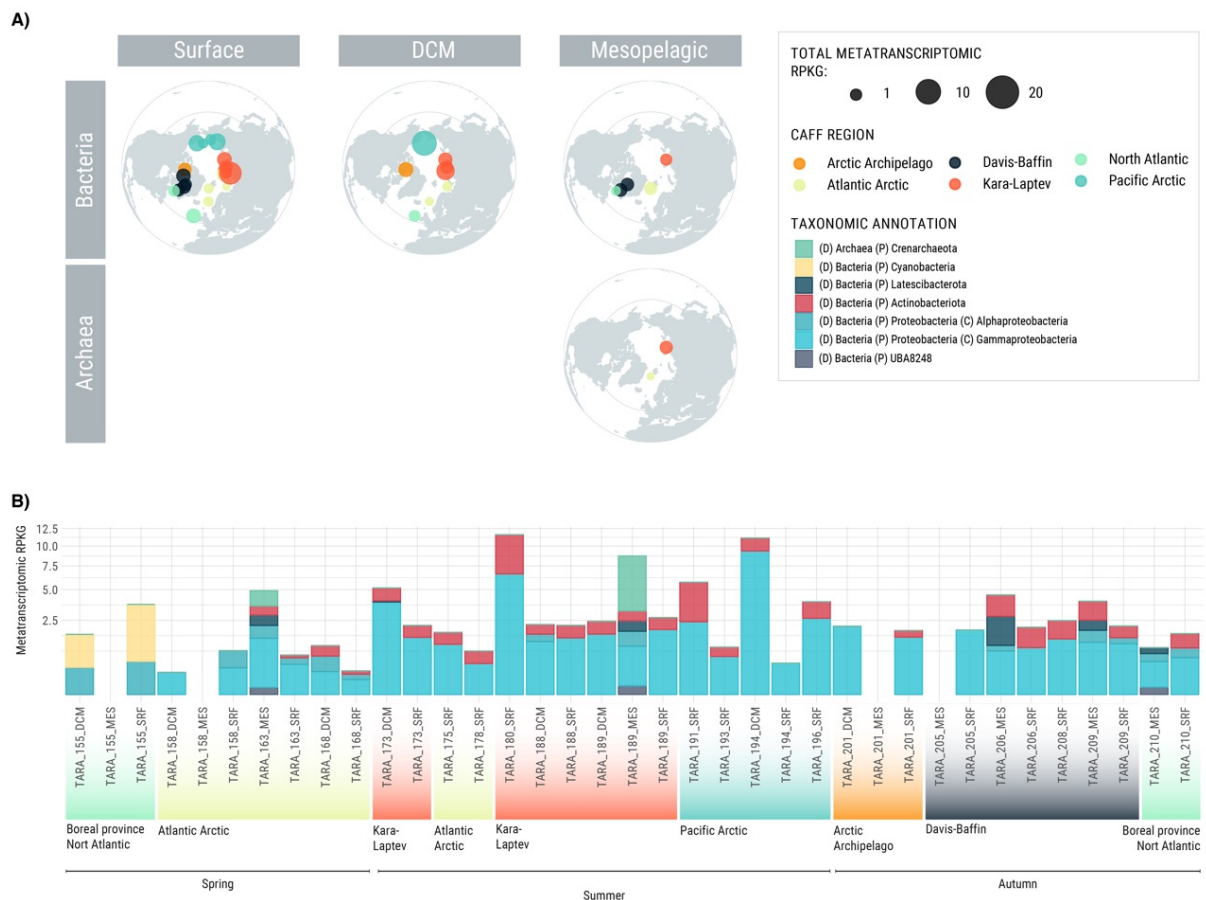 A)
Surface
DCM
Mesopelagic
Bacteria
Archaea
TOTAL METATRANSCRIPTOMIC
RPKG:
1
10
20
CAFF REGION
Arctic Archipelago
Davis-Baffin
North Atlantic
Atlantic Arctic
Kara-Laptev
Pacific Arctic
TAXONOMIC ANNOTATION
(D) Archaea (P) Crenarchaeota
(D) Bacteria (P) Cyanobacteria
(D) Bacteria (P) Latescibacterota
(D) Bacteria (P) Actinobacteriota
(D) Bacteria (P) Proteobacteria (C) Alphaproteobacteria
(D) Bacteria (P) Proteobacteria (C) Gammaproteobacteria
(D) Bacteria (P) UBA8248
B)
Metatranscriptomic RPKG
12.5
10.0
7.5
5.0
2.5
TARA_155_DCM
TARA_155_MES
TARA_155_SRF
TARA_158_DCM
TARA_158_MES
TARA_158_SRF
TARA_163_MES
TARA_163_SRF
TARA_168_DCM
TARA_168_SRF
TARA_173_DCM
TARA_173_SRF
TARA_175_SRF
TARA_178_SRF
TARA_180_SRF
TARA_188_DCM
TARA_188_SRF
TARA_189_DCM
TARA_189_MES
TARA_189_SRF
TARA_191_SRF
TARA_193_SRF
TARA_194_DCM
TARA_194_SRF
TARA_196_SRF
TARA_201_DCM
TARA_201_MES
TARA_201_SRF
TARA_205_MES
TARA_205_SRF
TARA_206_MES
TARA_206_SRF
TARA_208_SRF
TARA_209_MES
TARA_209_SRF
TARA_210_MES
TARA_210_SRF
Boreal province
Nort Atlantic
Atlantic Arctic
Kara-
Laptev
Atlantic
Arctic
Kara-
Laptev
Pacific Arctic
Arctic
Archipelago
Davis-Baffin
Boreal province
Nort Atlantic
Spring
Summer
Autumn